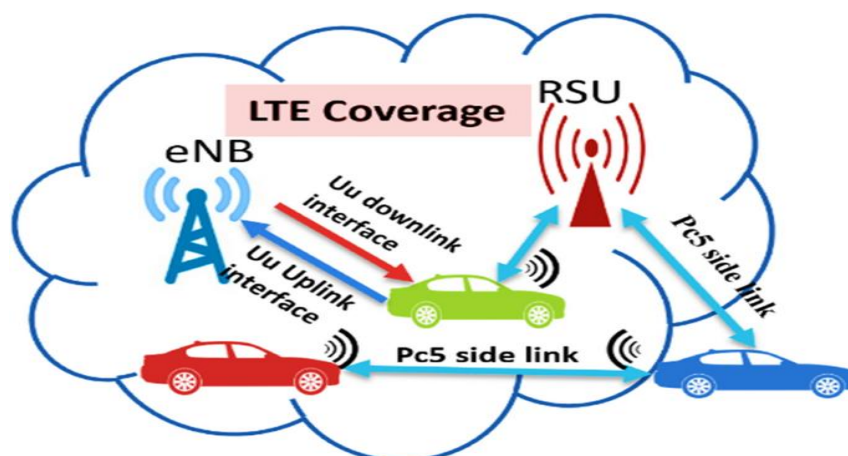 RSU
LTE Coverage
eNB
Uu downlink
interface
Uu Uplink
interface
Pc5 side link
Pc5 side link